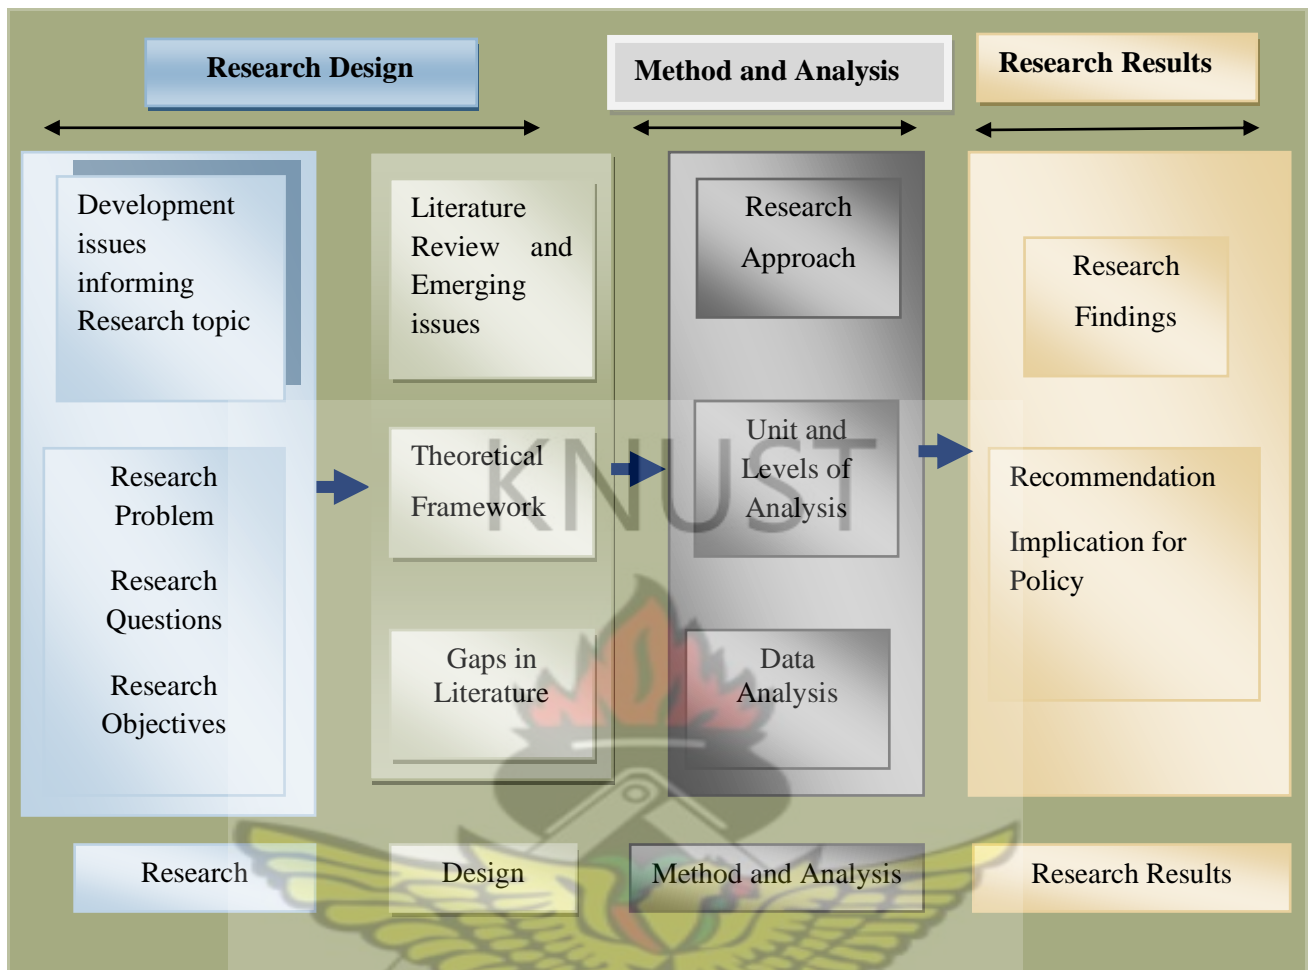 Research Design
Method and Analysis
Research Results
Development
issues
informing
Research topic
Research
Problem
Research
Questions
Research
Objectives
Literature
Review and
Emerging
issues
Theoretical
Framework
Gaps in
Literature
Research
Approach
Unit and
Levels of
Analysis
Data
Analysis
Research
Findings
Recommendation
Implication for
Policy
KNUST
Research
Design
Method and Analysis
Research Results